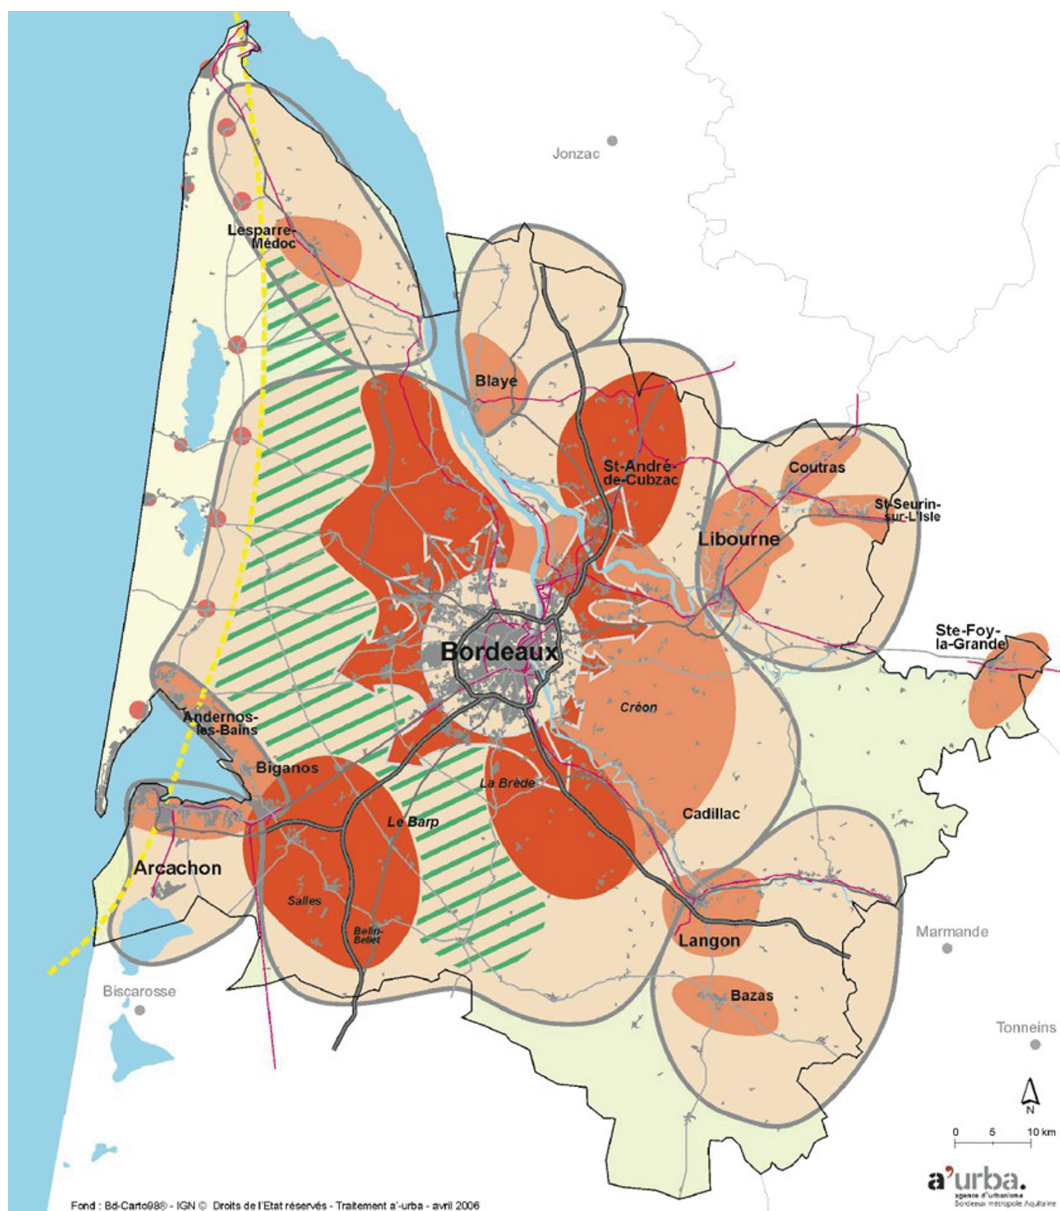 Jonzac
Lesparre-
Médoc
Blaye
St-André-
de-Cubzac
Coutras
St-Seurin-
sur-L'Isle
Libourne
Ste-Foy-
la-Grande
Bordeaux
Créon
Andernos-
les-Bains
Biganos
La Brède
Cadillac
Le Barp
Arcachon
Salles
Belin-
Beliet
Langon
Marmande
Biscarosse
Bazas
Tonneins
N
0 5 10 km
a'urba.
agence d'urbanisme
Bordeaux métropole Aquitaine
Fond : Bd-Carto98® - IGN © Droits de l'Etat réservés - Traitement a'-urba - avril 2006